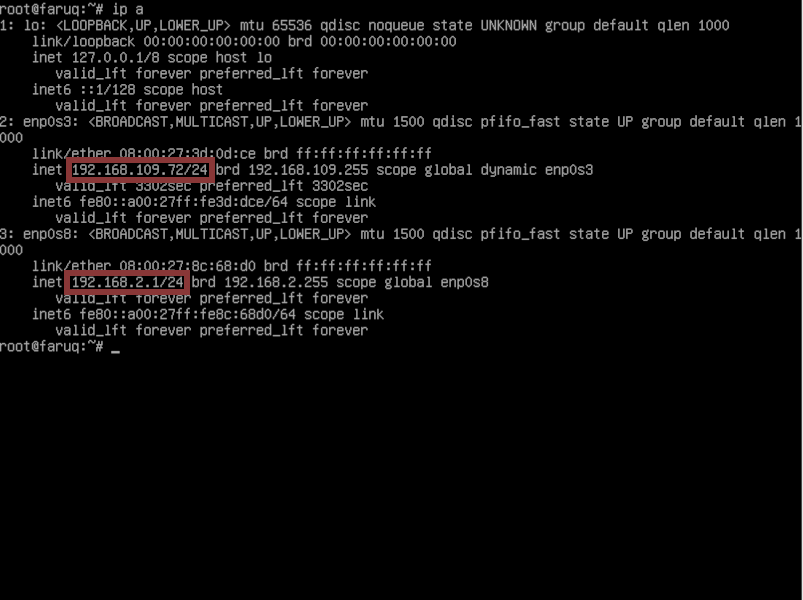 root@faruq:~# ip a
1: lo: <LOOPBACK,UP,LOWER_UP> mtu 65536 qdisc noqueue state UNKNOWN group default qlen 1000
link/loopback 00:00:00:00:00:00 brd 00:00:00:00:00:00
inet 127.0.0.1/8 scope host lo
valid_lft forever preferred_lft forever
inet6 ::1/128 scope host
valid_lft forever preferred_lft forever
2: enp0s3: <BROADCAST,MULTICAST,UP,LOWER_UP> mtu 1500 qdisc pfifo_fast state UP group default qlen 1
000
link/ether 08:00:27:3d:0d:ce brd ff:ff:ff:ff:ff:ff
inet 192.168.109.72/24 brd 192.168.109.255 scope global dynamic enp0s3
valid_lft 3302sec preferred_lft 3302sec
inet6 fe80::a00:27ff:fe3d:dce/64 scope link
valid_lft forever preferred_lft forever
3: enp0s8: <BROADCAST,MULTICAST,UP,LOWER_UP> mtu 1500 qdisc pfifo_fast state UP group default qlen 1
000
link/ether 08:00:27:8c:68:d0 brd ff:ff:ff:ff:ff:ff
inet 192.168.2.1/24 brd 192.168.2.255 scope global enp0s8
valid_lft forever preferred_lft forever
inet6 fe80::a00:27ff:fe8c:68d0/64 scope link
valid_lft forever preferred_lft forever
root@faruq:~# _